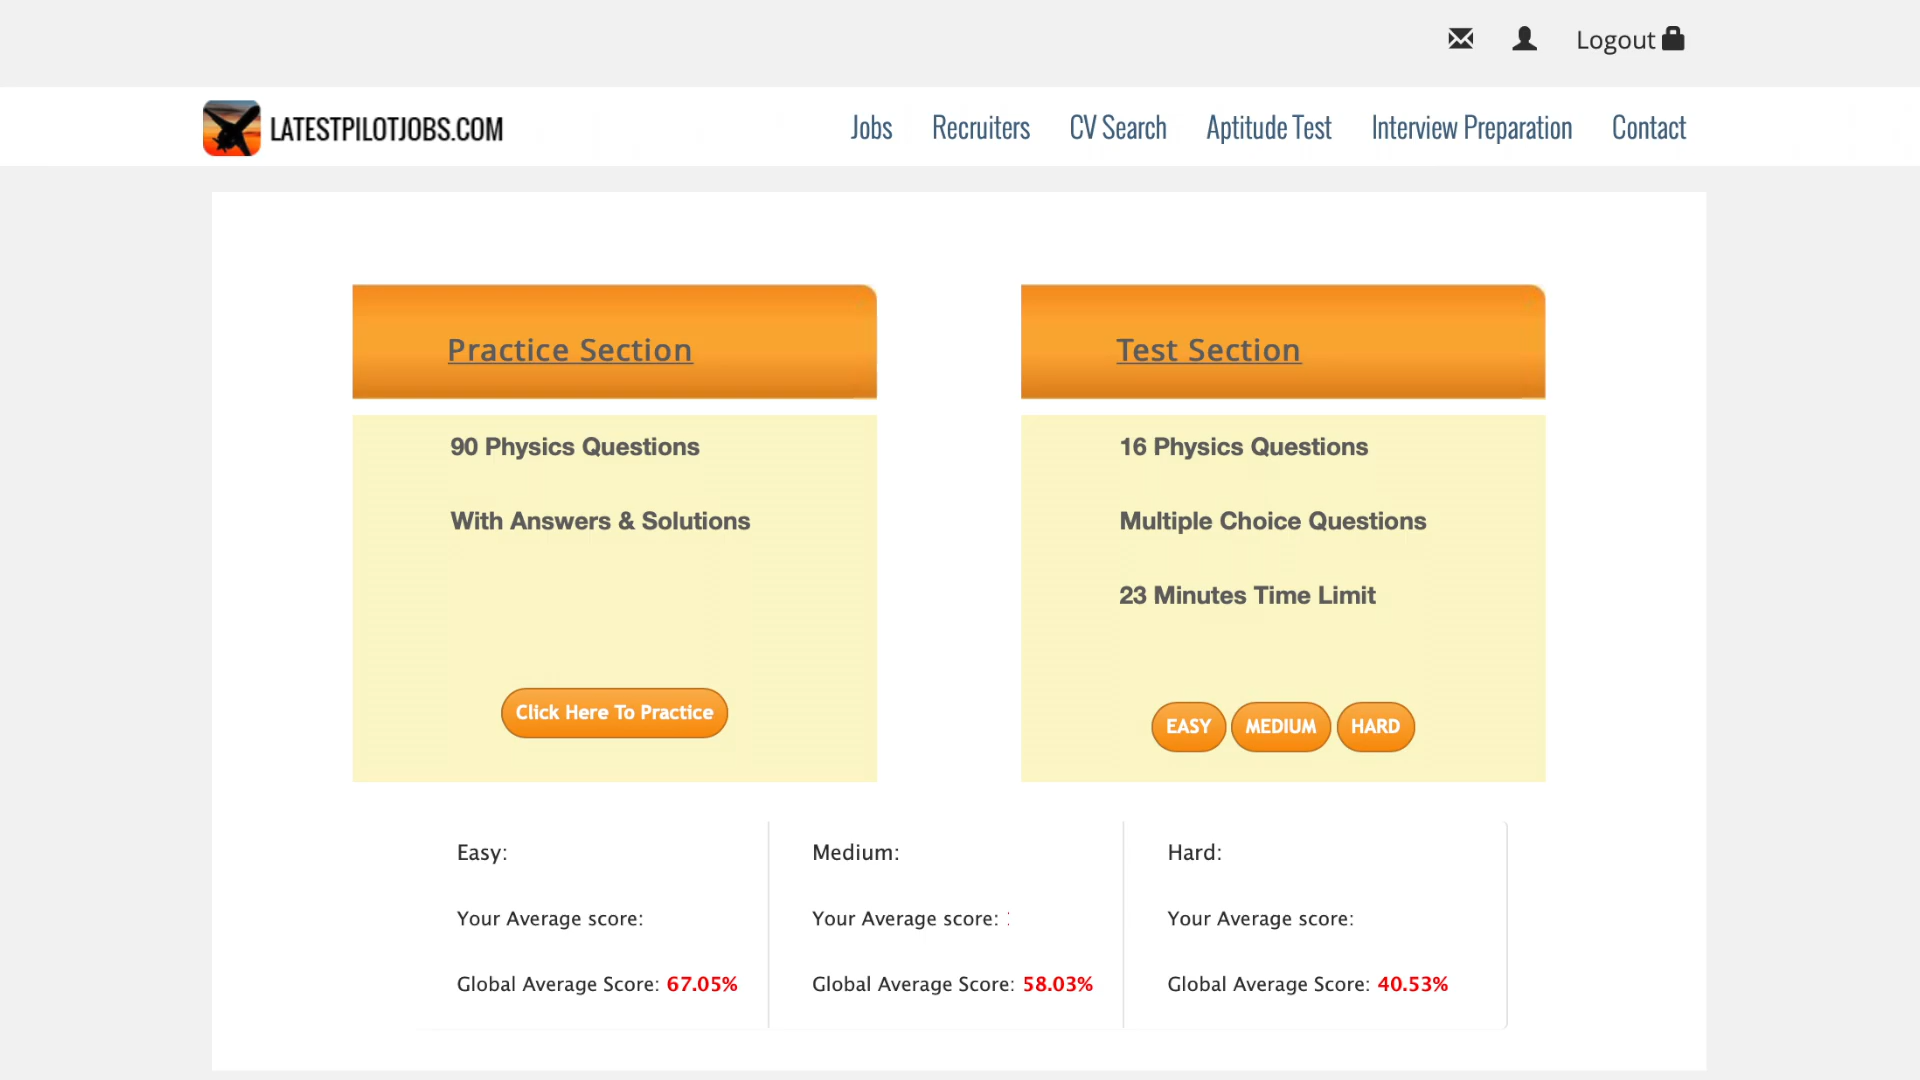 Logout
LATESTPILOTJOBS.COM
Jobs Recruiters CV Search Aptitude Test Interview Preparation Contact
Practice Section
90 Physics Questions
With Answers & Solutions
Click Here To Practice
Test Section
16 Physics Questions
Multiple Choice Questions
23 Minutes Time Limit
EASY MEDIUM HARD
Easy:
Your Average score:
Global Average Score: 67.05%
Medium:
Your Average score:
Global Average Score: 58.03%
Hard:
Your Average score:
Global Average Score: 40.53%